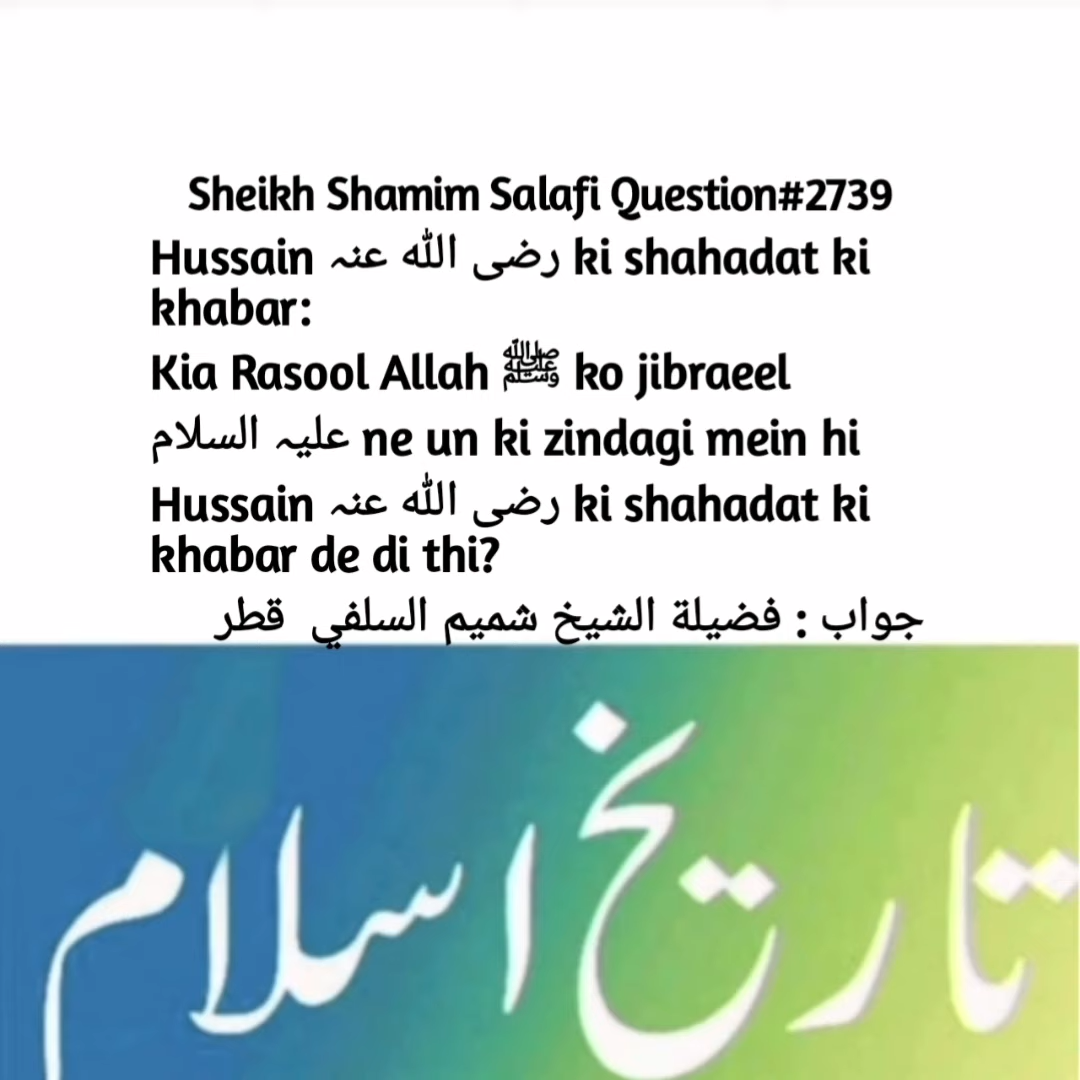 Sheikh Shamim Salafi Question#2739
Hussain رضی اللہ عنہ ki shahadat ki
khabar:
Kia Rasool Allah ﷺ ko jibraeel
علیہ السلام ne un ki zindagi mein hi
Hussain رضی اللہ عنہ ki shahadat ki
khabar de di thi?
جواب : فضيلة الشيخ شميم السلفي قطر
تاریخ اسلام